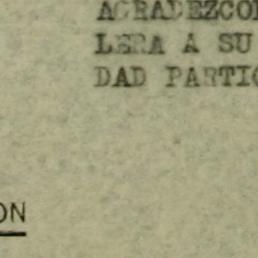 AGRADEZCO
LERA A SU
DAD PARTIC
ON